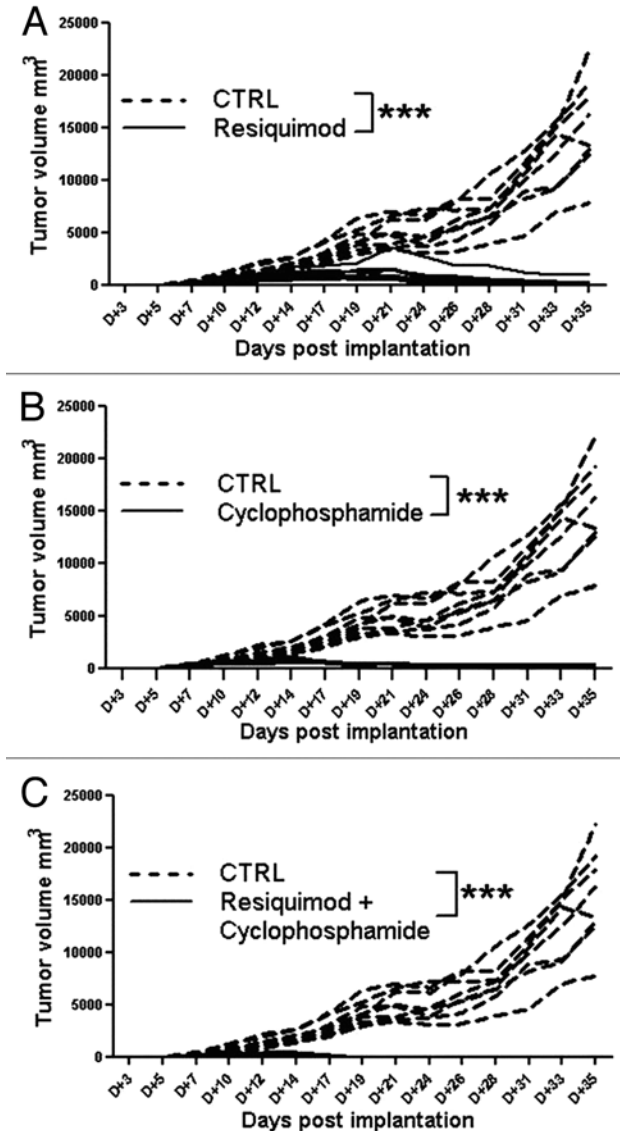 A
Tumor volume mm3
25000
20000
15000
10000
5000
0
CTRL
Resiquimod
***
D+3 D+5 D+7 D+10 D+12 D+14 D+17 D+19 D+21 D+24 D+26 D+28 D+31 D+33 D+35
Days post implantation
B
Tumor volume mm3
25000
20000
15000
10000
5000
0
CTRL
Cyclophosphamide
***
D+3 D+5 D+7 D+10 D+12 D+14 D+17 D+19 D+21 D+24 D+26 D+28 D+31 D+33 D+35
Days post implantation
C
Tumor volume mm3
25000
20000
15000
10000
5000
0
CTRL
Resiquimod +
Cyclophosphamide
***
D+3 D+5 D+7 D+10 D+12 D+14 D+17 D+19 D+21 D+24 D+26 D+28 D+31 D+33 D+35
Days post implantation